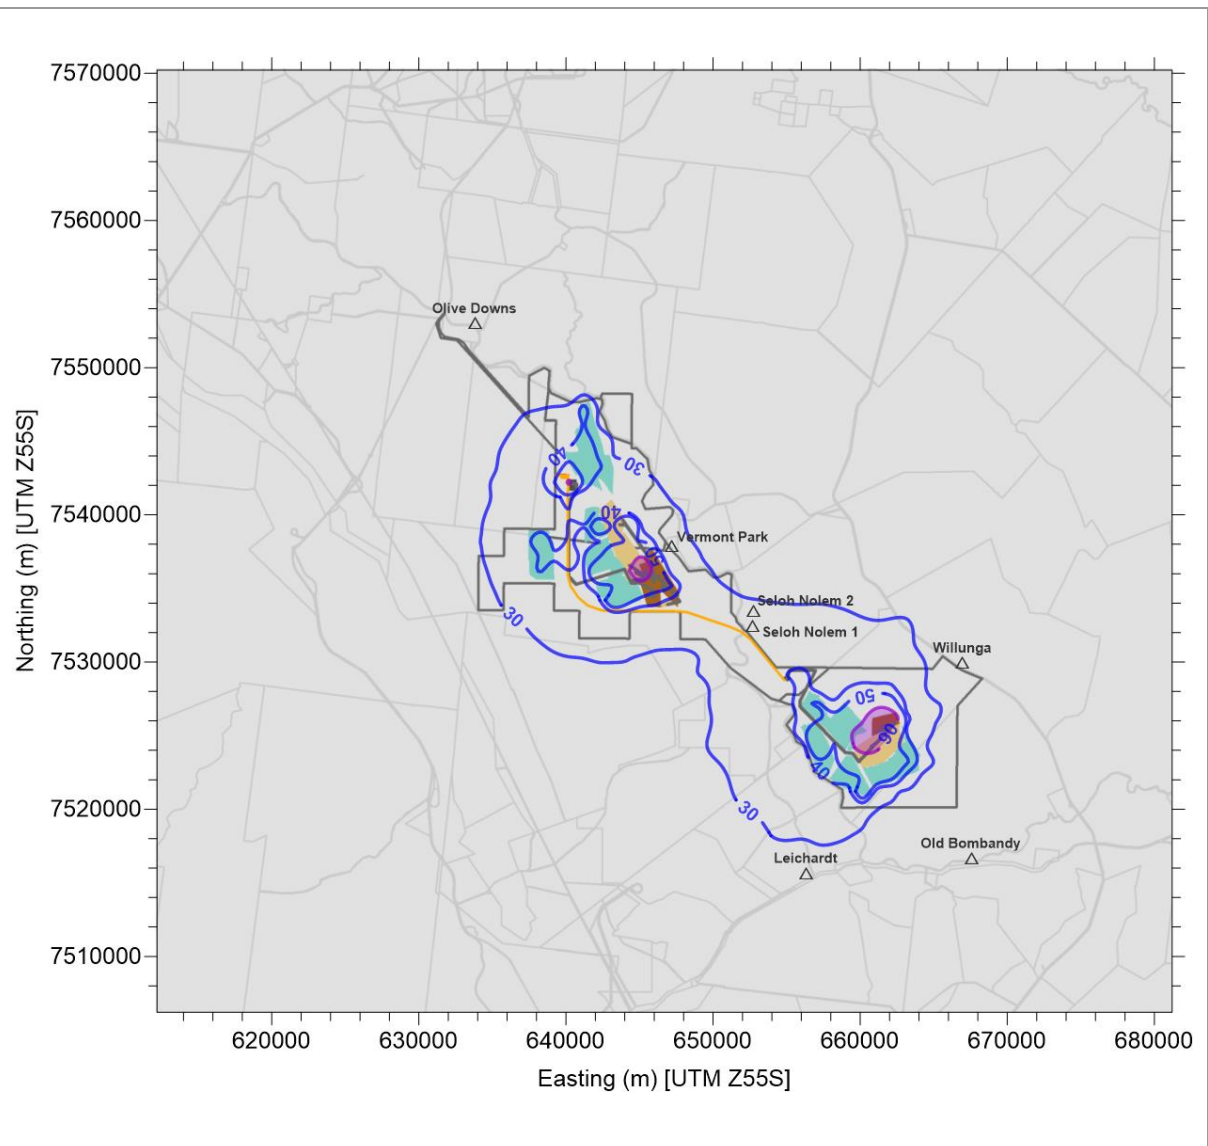 7570000
7560000
7550000
7540000
7530000
7520000
7510000
Northing (m) [UTM Z55S]
Olive Downs
40
30
40
50
Vermont Park
Seloh Nolem 2
30
Seloh Nolem 1
Willunga
50
90
40
30
Old Bombandy
Leichardt
620000 630000 640000 650000 660000 670000 680000
Easting (m) [UTM Z55S]